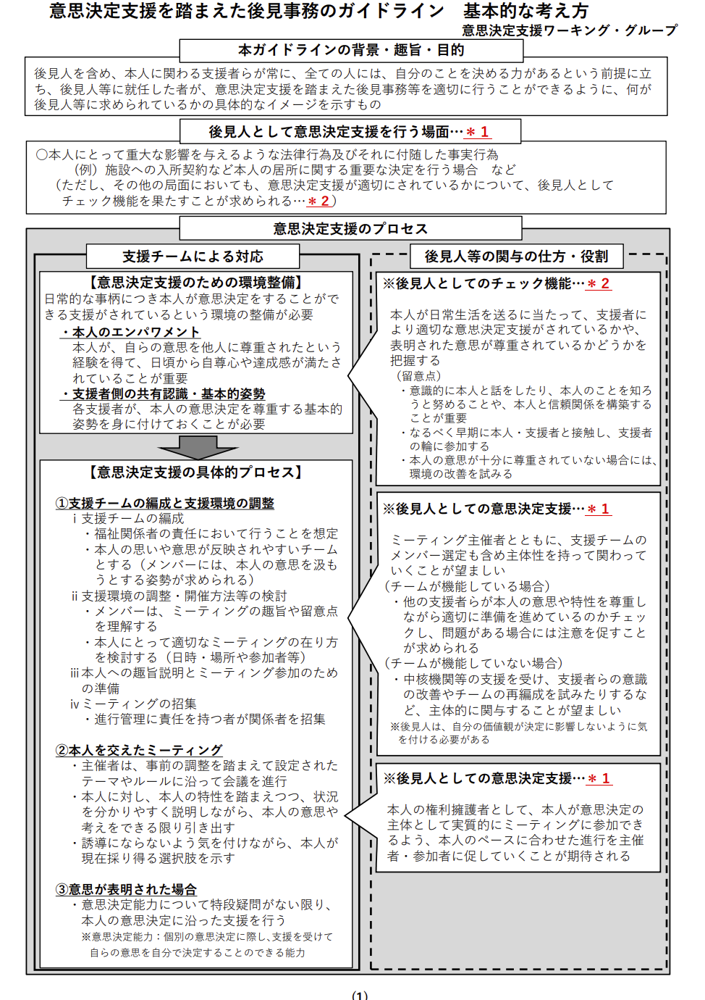 意思決定支援を踏まえた後見事務のガイドライン　基本的な考え方
意思決定支援ワーキング・グループ
本ガイドラインの背景・趣旨・目的
後見人を含め、本人に関わる支援者らが常に、全ての人には、自分のことを決める力があるという前提に立
ち、後見人等に就任した者が、意思決定支援を踏まえた後見事務等を適切に行うことができるように、何が
後見人等に求められているかの具体的なイメージを示すもの
後見人として意思決定支援を行う場面…＊１
○本人にとって重大な影響を与えるような法律行為及びそれに付随した事実行為
（例）施設への入所契約など本人の居所に関する重要な決定を行う場合　など
（ただし、その他の局面においても、意思決定支援が適切にされているかについて、後見人として
チェック機能を果たすことが求められる…＊２）
意思決定支援のプロセス
支援チームによる対応
【意思決定支援のための環境整備】
日常的な事柄につき本人が意思決定をすることがで
きる支援がされているという環境の整備が必要
・本人のエンパワメント
本人が、自らの意思を他人に尊重されたという
経験を得て、日頃から自尊心や達成感が満たさ
れていることが重要
・支援者側の共有認識・基本的姿勢
各支援者が、本人の意思決定を尊重する基本的
姿勢を身に付けておくことが必要
【意思決定支援の具体的プロセス】
①支援チームの編成と支援環境の調整
ⅰ支援チームの編成
・福祉関係者の責任において行うことを想定
・本人の思いや意思が反映されやすいチーム
とする（メンバーには、本人の意思を汲も
うとする姿勢が求められる）
ⅱ支援環境の調整・開催方法等の検討
・メンバーは、ミーティングの趣旨や留意点
を理解する
・本人にとって適切なミーティングの在り方
を検討する（日時・場所や参加者等）
ⅲ本人への趣旨説明とミーティング参加のため
の準備
ⅳミーティングの招集
・進行管理に責任を持つ者が関係者を招集
②本人を交えたミーティング
・主催者は、事前の調整を踏まえて設定された
テーマやルールに沿って会議を進行
・本人に対し、本人の特性を踏まえつつ、状況
を分かりやすく説明しながら、本人の意思や
考えをできる限り引き出す
・誘導にならないよう気を付けながら、本人が
現在採り得る選択肢を示す
③意思が表明された場合
・意思決定能力について特段疑問がない限り、
本人の意思決定に沿った支援を行う
※意思決定能力：個別の意思決定に際し、支援を受けて
自らの意思を自分で決定することのできる能力
後見人等の関与の仕方・役割
※後見人としてのチェック機能…＊２
本人が日常生活を送るに当たって、支援者に
より適切な意思決定支援がされているかや、
表明された意思が尊重されているかどうかを
把握する
（留意点）
・意識的に本人と話をしたり、本人のことを知ろ
うと努めることや、本人と信頼関係を構築する
ことが重要
・なるべく早期に本人・支援者と接触し、支援者
の輪に参加する
・本人の意思が十分に尊重されていない場合には、
環境の改善を試みる
※後見人としての意思決定支援…＊１
ミーティング主催者とともに、支援チームの
メンバー選定も含め主体性を持って関わって
いくことが望ましい
（チームが機能している場合）
・他の支援者らが本人の意思や特性を尊重し
ながら適切に準備を進めているのかチェッ
クし、問題がある場合には注意を促すこと
が求められる
（チームが機能していない場合）
・中核機関等の支援を受け、支援者らの意識
の改善やチームの再編成を試みたりするな
ど、主体的に関与することが望ましい
※後見人は、自分の価値観が決定に影響しないように気
を付ける必要がある
※後見人としての意思決定支援…＊１
本人の権利擁護者として、本人が意思決定の
主体として実質的にミーティングに参加でき
るよう、本人のペースに合わせた進行を主催
者・参加者に促していくことが期待される
(1)